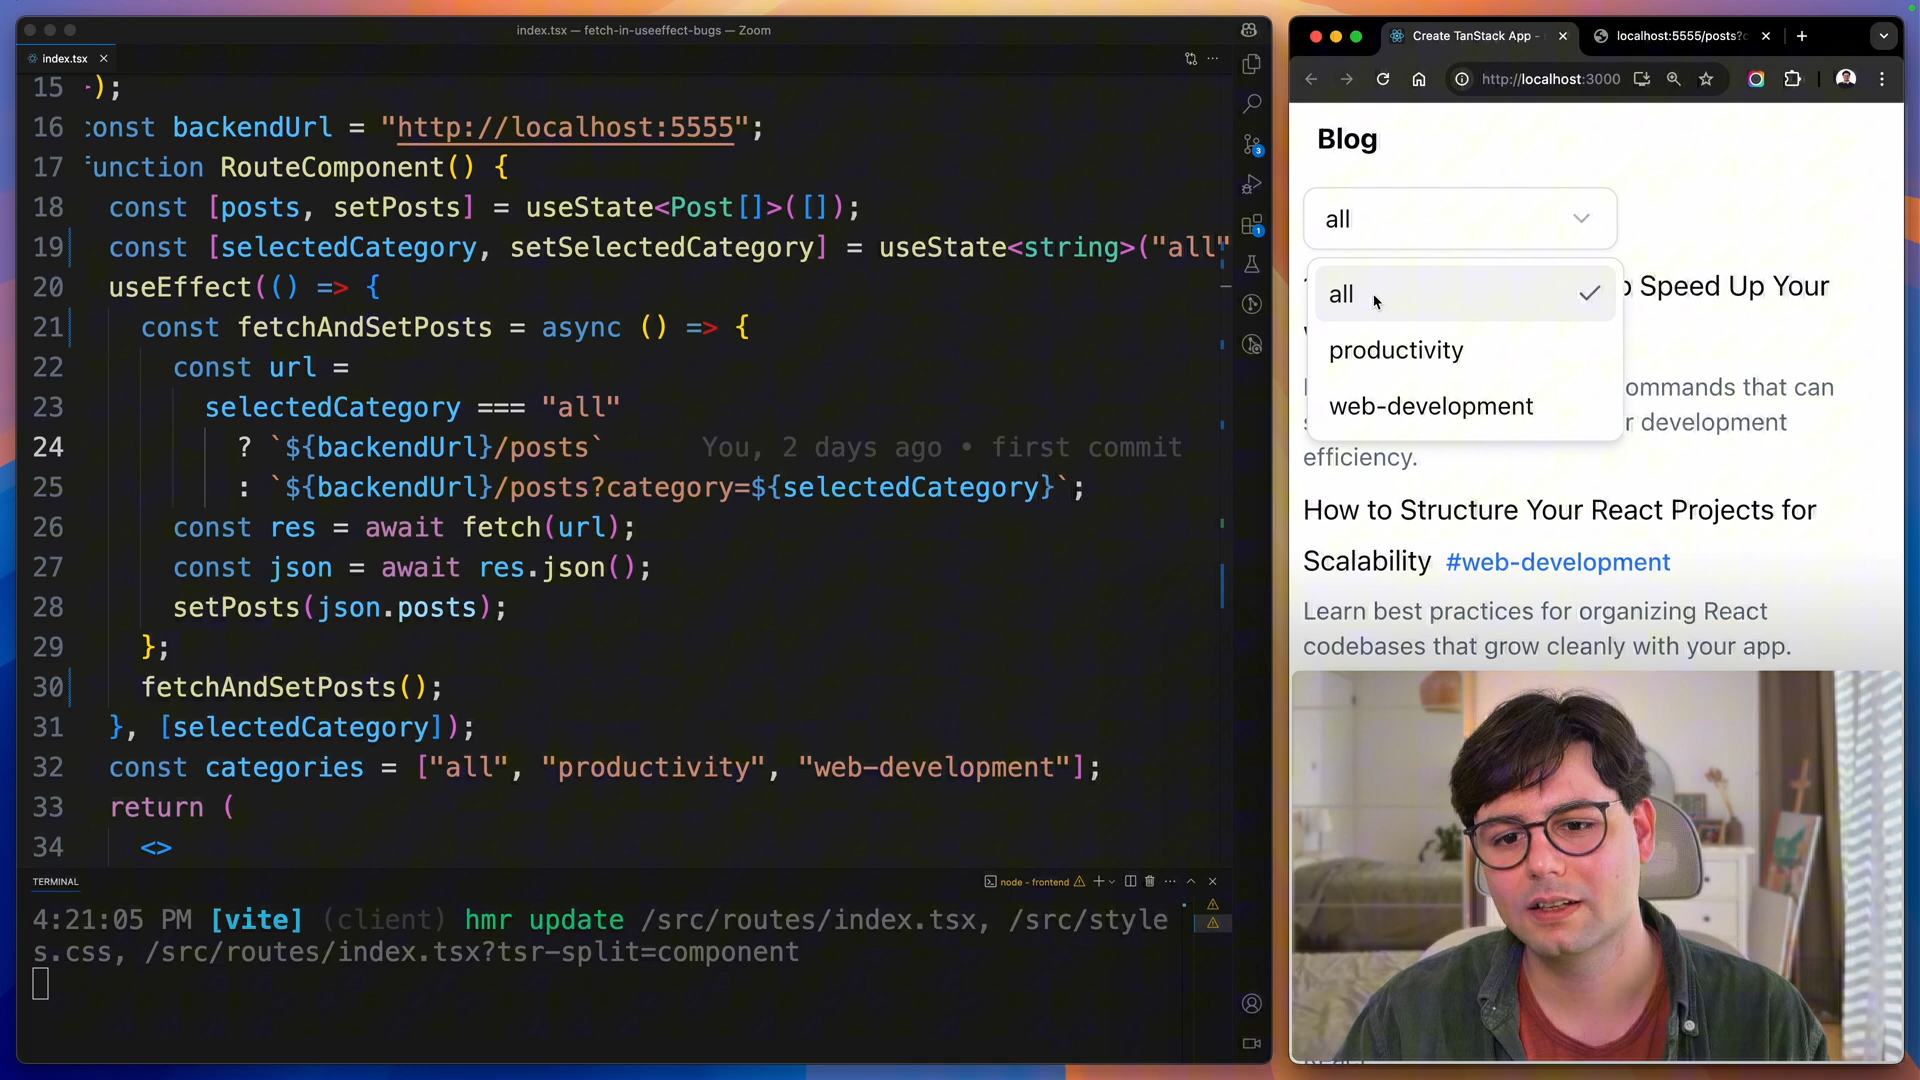 index.tsx — fetch-in-useeffect-bugs — Zoom
index.tsx
15 );
16 const backendUrl = "http://localhost:5555";
17 function RouteComponent() {
18 const [posts, setPosts] = useState<Post[]>([]);
19 const [selectedCategory, setSelectedCategory] = useState<string>("all"
20 useEffect(() => {
21 const fetchAndSetPosts = async () => {
22 const url =
23 selectedCategory === "all"
24 ? `${backendUrl}/posts` You, 2 days ago • first commit
25 : `${backendUrl}/posts?category=${selectedCategory}`;
26 const res = await fetch(url);
27 const json = await res.json();
28 setPosts(json.posts);
29 };
30 fetchAndSetPosts();
31 }, [selectedCategory]);
32 const categories = ["all", "productivity", "web-development"];
33 return (
34 <>
TERMINAL
node - frontend
4:21:05 PM [vite] (client) hmr update /src/routes/index.tsx, /src/style
s.css, /src/routes/index.tsx?tsr-split=component
3
1
Create TanStack App -
localhost:5555/posts?c
http://localhost:3000
Blog
all
all
productivity
web-development
Speed Up Your
ommands that can
r development
efficiency.
How to Structure Your React Projects for
Scalability #web-development
Learn best practices for organizing React
codebases that grow cleanly with your app.